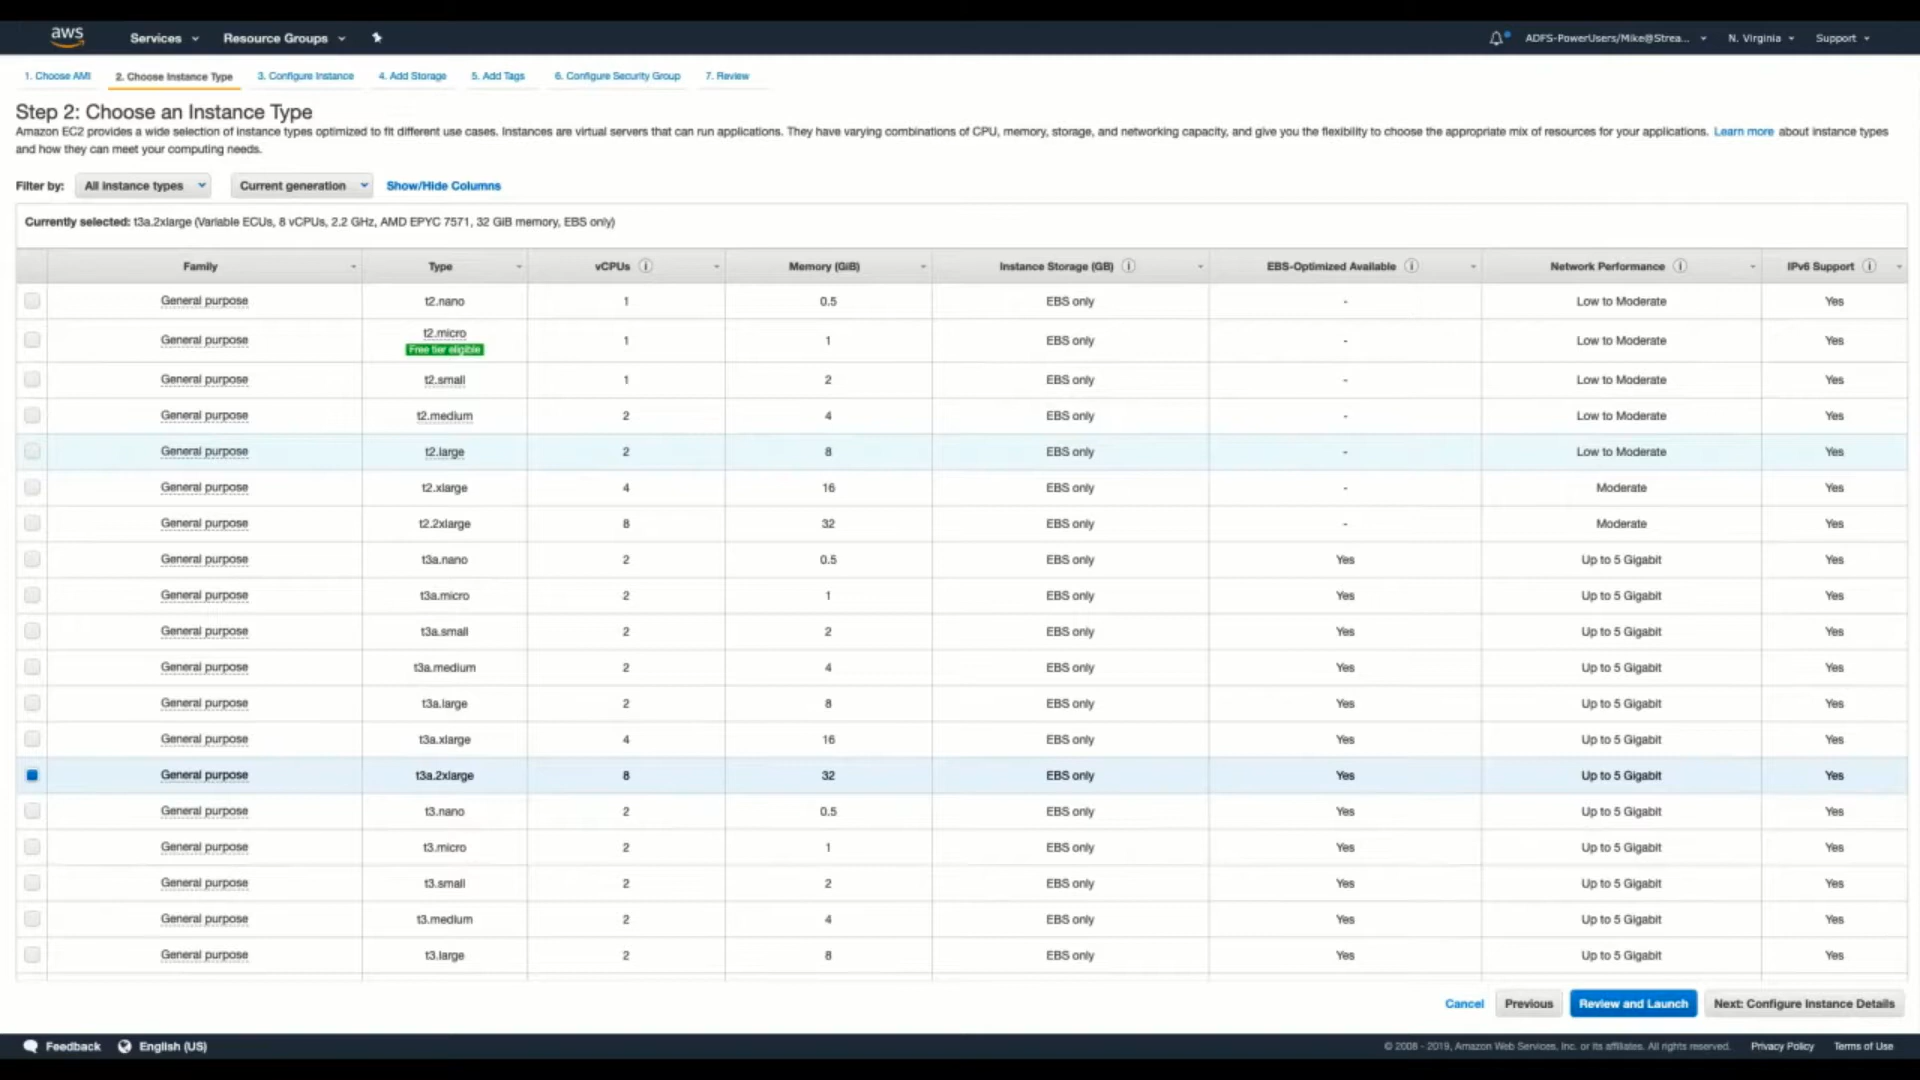 aws Services Resource Groups ADFS-PowerUsers/Mike@Strea... N. Virginia Support
1. Choose AMI 2. Choose Instance Type 3. Configure Instance 4. Add Storage 5. Add Tags 6. Configure Security Group 7. Review
Step 2: Choose an Instance Type
Amazon EC2 provides a wide selection of instance types optimized to fit different use cases. Instances are virtual servers that can run applications. They have varying combinations of CPU, memory, storage, and networking capacity, and give you the flexibility to choose the appropriate mix of resources for your applications. Learn more about instance types
and how they can meet your computing needs.
Filter by: All instance types Current generation Show/Hide Columns
Currently selected: t3a.2xlarge (Variable ECUs, 8 vCPUs, 2.2 GHz, AMD EPYC 7571, 32 GiB memory, EBS only)
Family Type vCPUs Memory (GiB) Instance Storage (GB) EBS-Optimized Available Network Performance IPv6 Support
General purpose t2.nano 1 0.5 EBS only - Low to Moderate Yes
General purpose t2.micro 1 1 EBS only - Low to Moderate Yes
Free tier eligible
General purpose t2.small 1 2 EBS only - Low to Moderate Yes
General purpose t2.medium 2 4 EBS only - Low to Moderate Yes
General purpose t2.large 2 8 EBS only - Low to Moderate Yes
General purpose t2.xlarge 4 16 EBS only - Moderate Yes
General purpose t2.2xlarge 8 32 EBS only - Moderate Yes
General purpose t3a.nano 2 0.5 EBS only Yes Up to 5 Gigabit Yes
General purpose t3a.micro 2 1 EBS only Yes Up to 5 Gigabit Yes
General purpose t3a.small 2 2 EBS only Yes Up to 5 Gigabit Yes
General purpose t3a.medium 2 4 EBS only Yes Up to 5 Gigabit Yes
General purpose t3a.large 2 8 EBS only Yes Up to 5 Gigabit Yes
General purpose t3a.xlarge 4 16 EBS only Yes Up to 5 Gigabit Yes
General purpose t3a.2xlarge 8 32 EBS only Yes Up to 5 Gigabit Yes
General purpose t3.nano 2 0.5 EBS only Yes Up to 5 Gigabit Yes
General purpose t3.micro 2 1 EBS only Yes Up to 5 Gigabit Yes
General purpose t3.small 2 2 EBS only Yes Up to 5 Gigabit Yes
General purpose t3.medium 2 4 EBS only Yes Up to 5 Gigabit Yes
General purpose t3.large 2 8 EBS only Yes Up to 5 Gigabit Yes
Cancel Previous Review and Launch Next: Configure Instance Details
Feedback English (US) © 2008 - 2019, Amazon Web Services, Inc. or its affiliates. All rights reserved. Privacy Policy Terms of Use